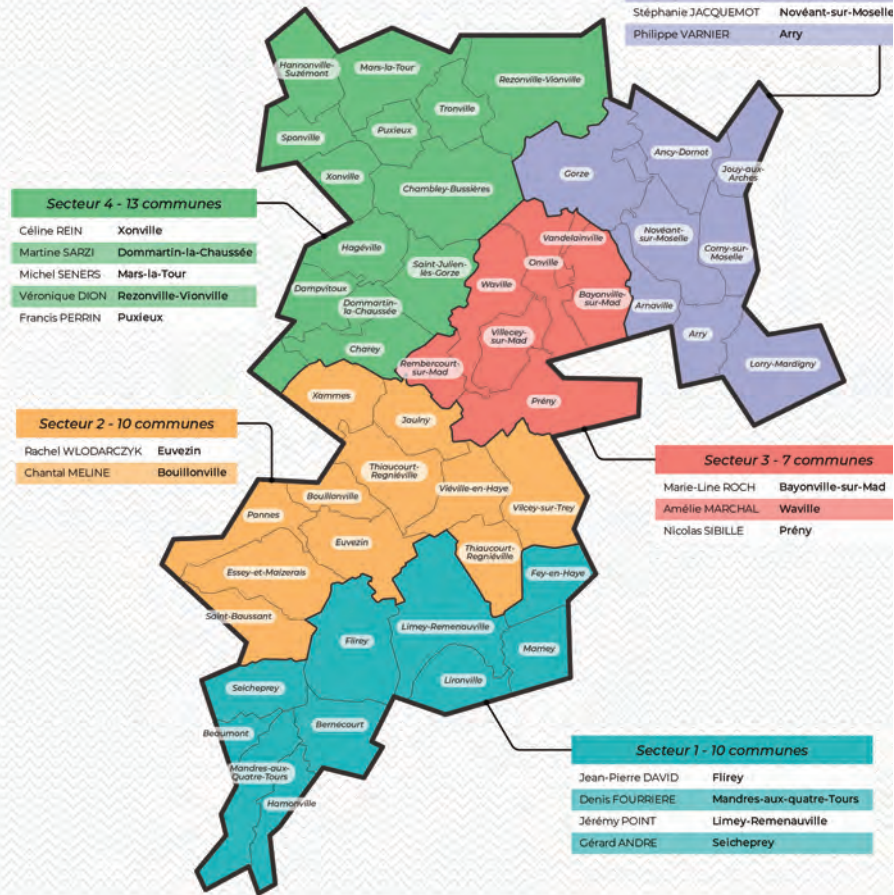 Stéphanie JACQUEMOT Novéant-sur-Moselle
Philippe VARNIER Arry
Hannonville-
Suzémont
Mars-la-Tour
Rezonville-Vionville
Tronville
Puxieux
Sponville
Xonville
Chambley-Bussières
Gorze
Ancy-Dornot
Jouy-aux-
Arches
Novéant-
sur-Moselle
Corny-sur-
Moselle
Arnaville
Arry
Lorry-Mardigny
Secteur 4 - 13 communes
Céline REIN Xonville
Martine SARZI Dommartin-la-Chaussée
Michel SENERS Mars-la-Tour
Véronique DION Rezonville-Vionville
Francis PERRIN Puxieux
Hagéville
Saint-Julien-
lès-Gorze
Dampvitoux
Dommartin-
la-Chaussée
Charey
Vandelainville
Onville
Waville
Bayonville-
sur-Mad
Villecey-
sur-Mad
Rembercourt-
sur-Mad
Prény
Secteur 2 - 10 communes
Rachel WLODARCZYK Euvezin
Chantal MELINE Bouillonville
Secteur 3 - 7 communes
Marie-Line ROCH Bayonville-sur-Mad
Amélie MARCHAL Waville
Nicolas SIBILLE Prény
Xammes
Jaulny
Thiaucourt-
Regniéville
Viéville-en-Haye
Bouillonville
Pannes
Vilcey-sur-Trey
Euvezin
Thiaucourt-
Regniéville
Essey-et-Maizerais
Saint-Baussant
Fey-en-Haye
Limey-Remenauville
Flirey
Mamey
Lironville
Seicheprey
Bernécourt
Beaumont
Mandres-aux-
Quatre-Tours
Hamonville
Secteur 1 - 10 communes
Jean-Pierre DAVID Flirey
Denis FOURRIERE Mandres-aux-quatre-Tours
Jérémy POINT Limey-Remenauville
Gérard ANDRE Seicheprey